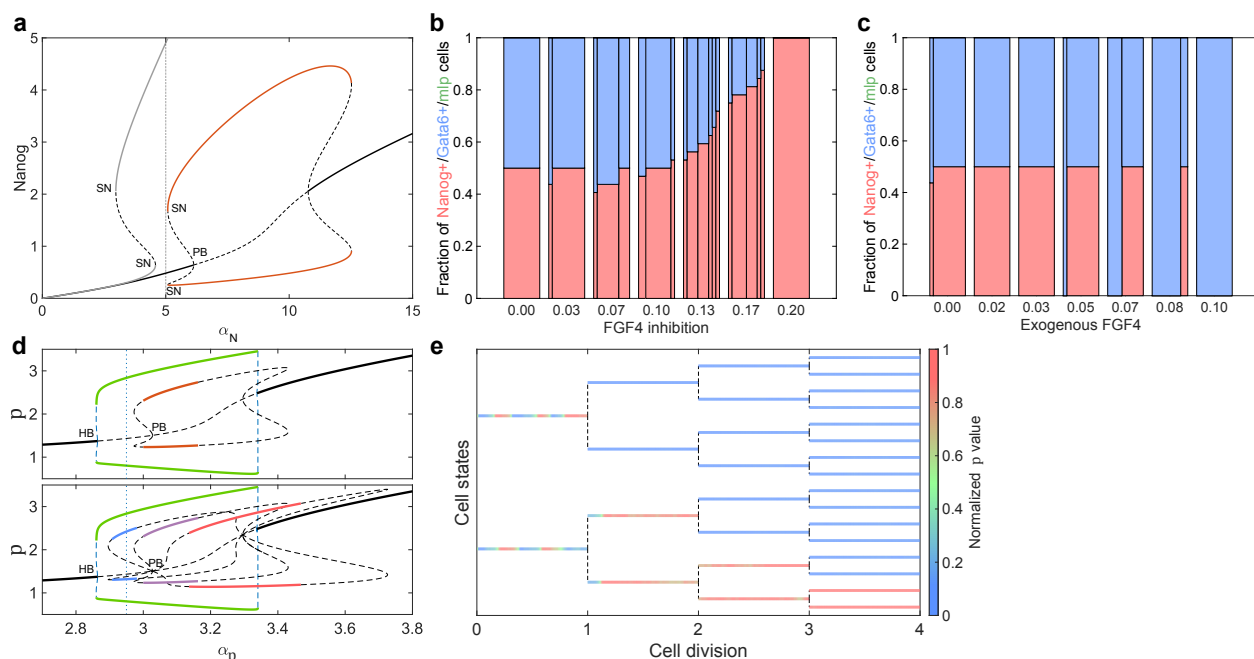 a
Nanog
5
4
3
2
1
0
SN
SN
SN
SN
PB
0
5
10
15
α_N
b
Fraction of Nanog+/Gata6+/mlp cells
1
0.8
0.6
0.4
0.2
0
0.00
0.03
0.07
0.10
0.13
0.17
0.20
FGF4 inhibition
c
Fraction of Nanog+/Gata6+/mlp cells
1
0.8
0.6
0.4
0.2
0
0.00
0.02
0.03
0.05
0.07
0.08
0.10
Exogenous FGF4
d
p
3
2
1
HB
PB
p
3
2
1
HB
PB
2.8
3
3.2
3.4
3.6
3.8
α_p
e
Cell states
0
1
2
3
4
Cell division
1
0.8
0.6
0.4
0.2
0
Normalized p value